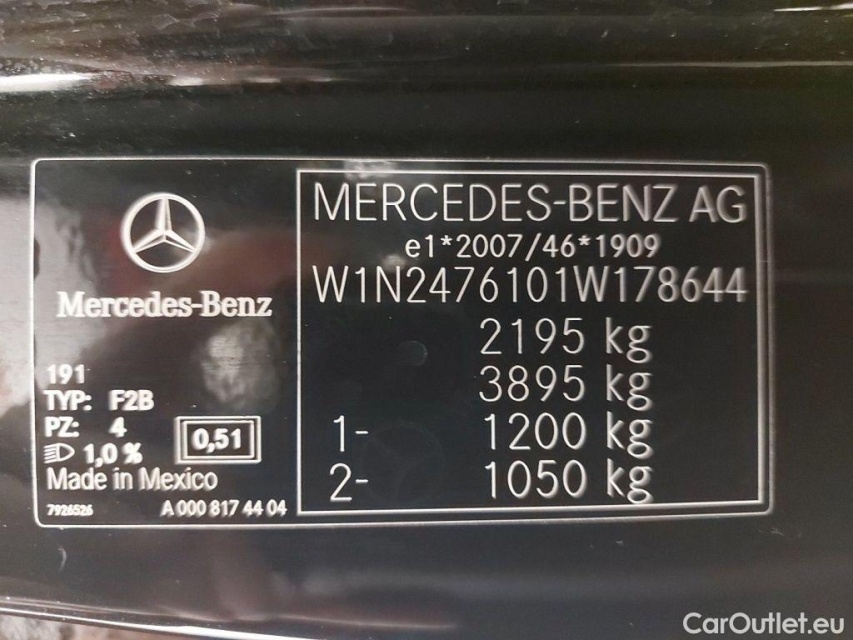 Mercedes-Benz
191
TYP: F2B
PZ: 4
1,0 %
0,51
Made in Mexico
7926526
A 000 817 44 04
MERCEDES-BENZ AG
e1*2007/46*1909
W1N2476101W178644
2195 kg
3895 kg
1- 1200 kg
2- 1050 kg
CarOutlet.eu